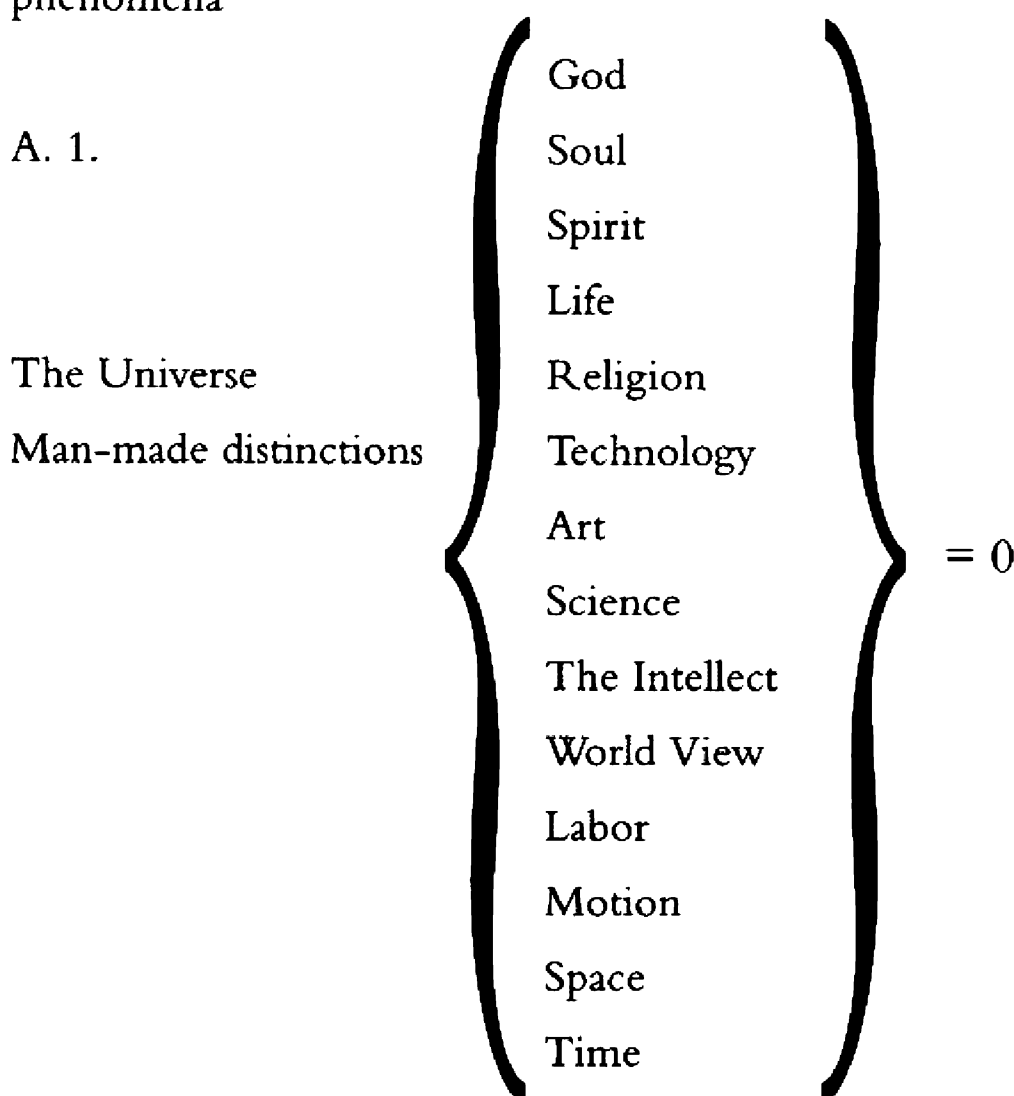 phenomena
God
A. 1.
Soul
Spirit
Life
The Universe
Religion
Man-made distinctions
Technology
Art
= 0
Science
The Intellect
World View
Labor
Motion
Space
Time